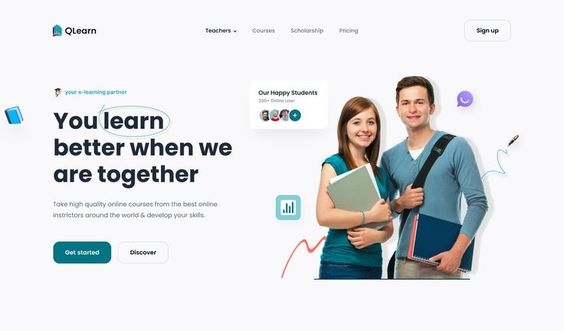 QLearn
Teachers
Courses
Scholarship
Pricing
Sign up
your e-learning partner
You learn
better when we
are together
Take high quality online courses from the best online
instrictors around the world & develop your skills.
Get started
Discover
Our Happy Students
200+ Online User